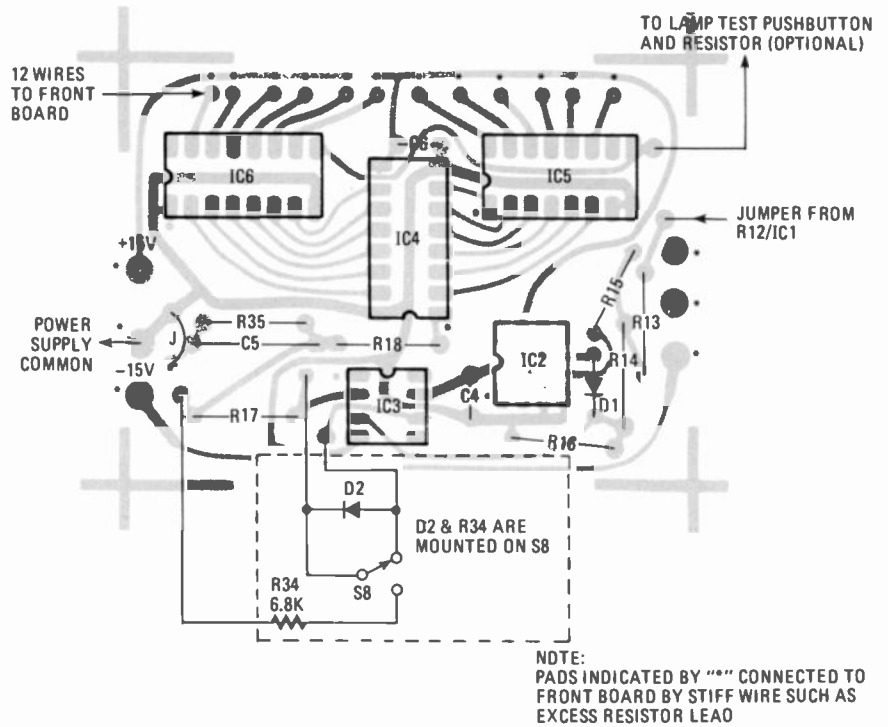 TO LAMP TEST PUSHBUTTON
AND RESISTOR (OPTIONAL)
12 WIRES
TO FRONT
BOARD
C6
IC6
IC5
IC4
JUMPER FROM
R12/IC1
+15V
R15
R13
POWER
SUPPLY
COMMON
J
R35
C5
R18
IC2
R14
-15V
IC3
C4
D1
R17
R16
D2
D2 & R34 ARE
MOUNTED ON S8
R34
6.8K
S8
NOTE:
PADS INDICATED BY "•" CONNECTED TO
FRONT BOARD BY STIFF WIRE SUCH AS
EXCESS RESISTOR LEAD